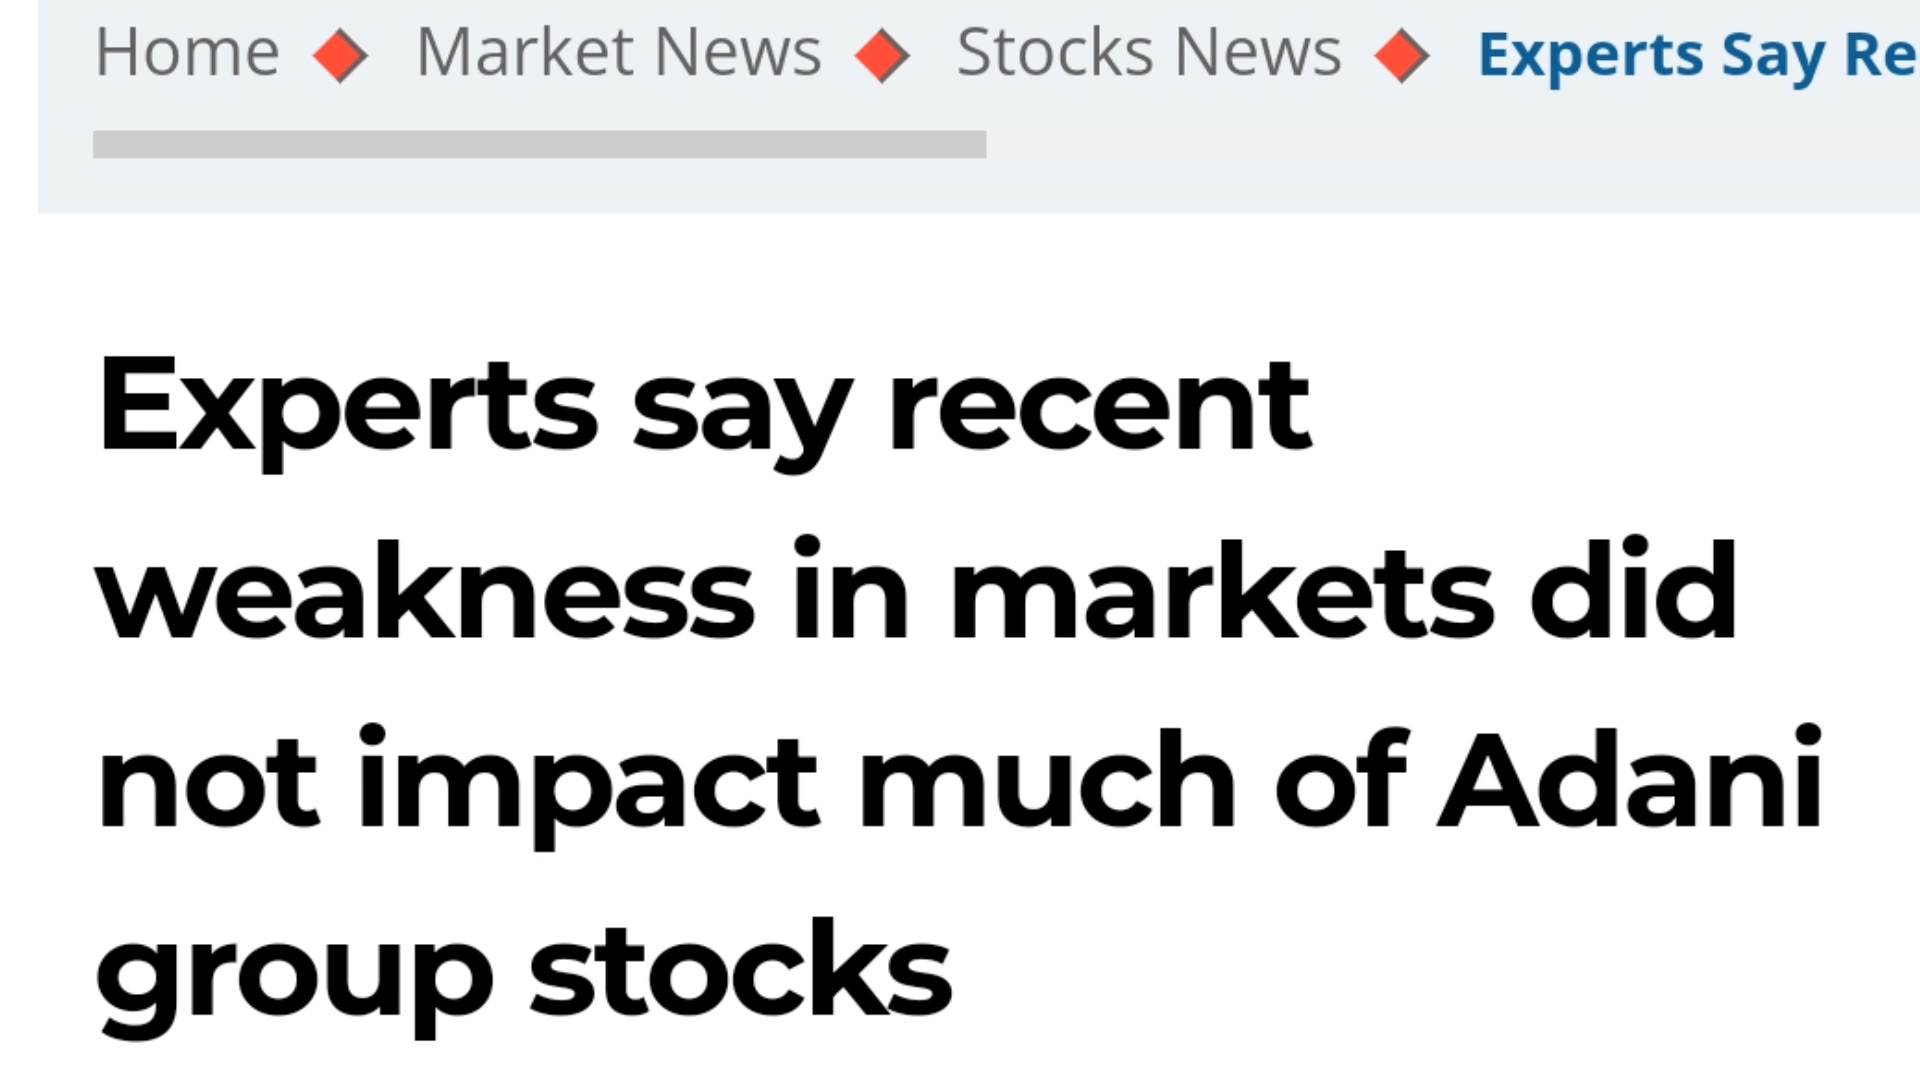 Home Market News Stocks News Experts Say Re
Experts say recent
weakness in markets did
not impact much of Adani
group stocks